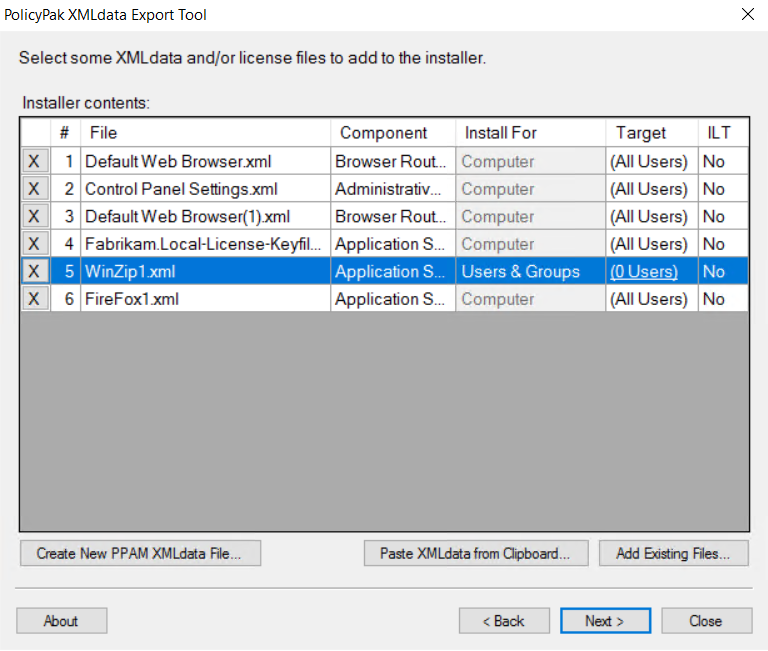 PolicyPak XMLdata Export Tool
Select some XMLdata and/or license files to add to the installer.
Installer contents:
# File Component Install For Target ILT
X 1 Default Web Browser.xml Browser Rout... Computer (All Users) No
X 2 Control Panel Settings.xml Administrativ... Computer (All Users) No
X 3 Default Web Browser(1).xml Browser Rout... Computer (All Users) No
X 4 Fabrikam.Local-License-Keyfil... Application S... Computer (All Users) No
X 5 WinZip1.xml Application S... Users & Groups (0 Users) No
X 6 FireFox1.xml Application S... Computer (All Users) No
Create New PPAM XMLdata File... Paste XMLdata from Clipboard... Add Existing Files...
About < Back Next > Close